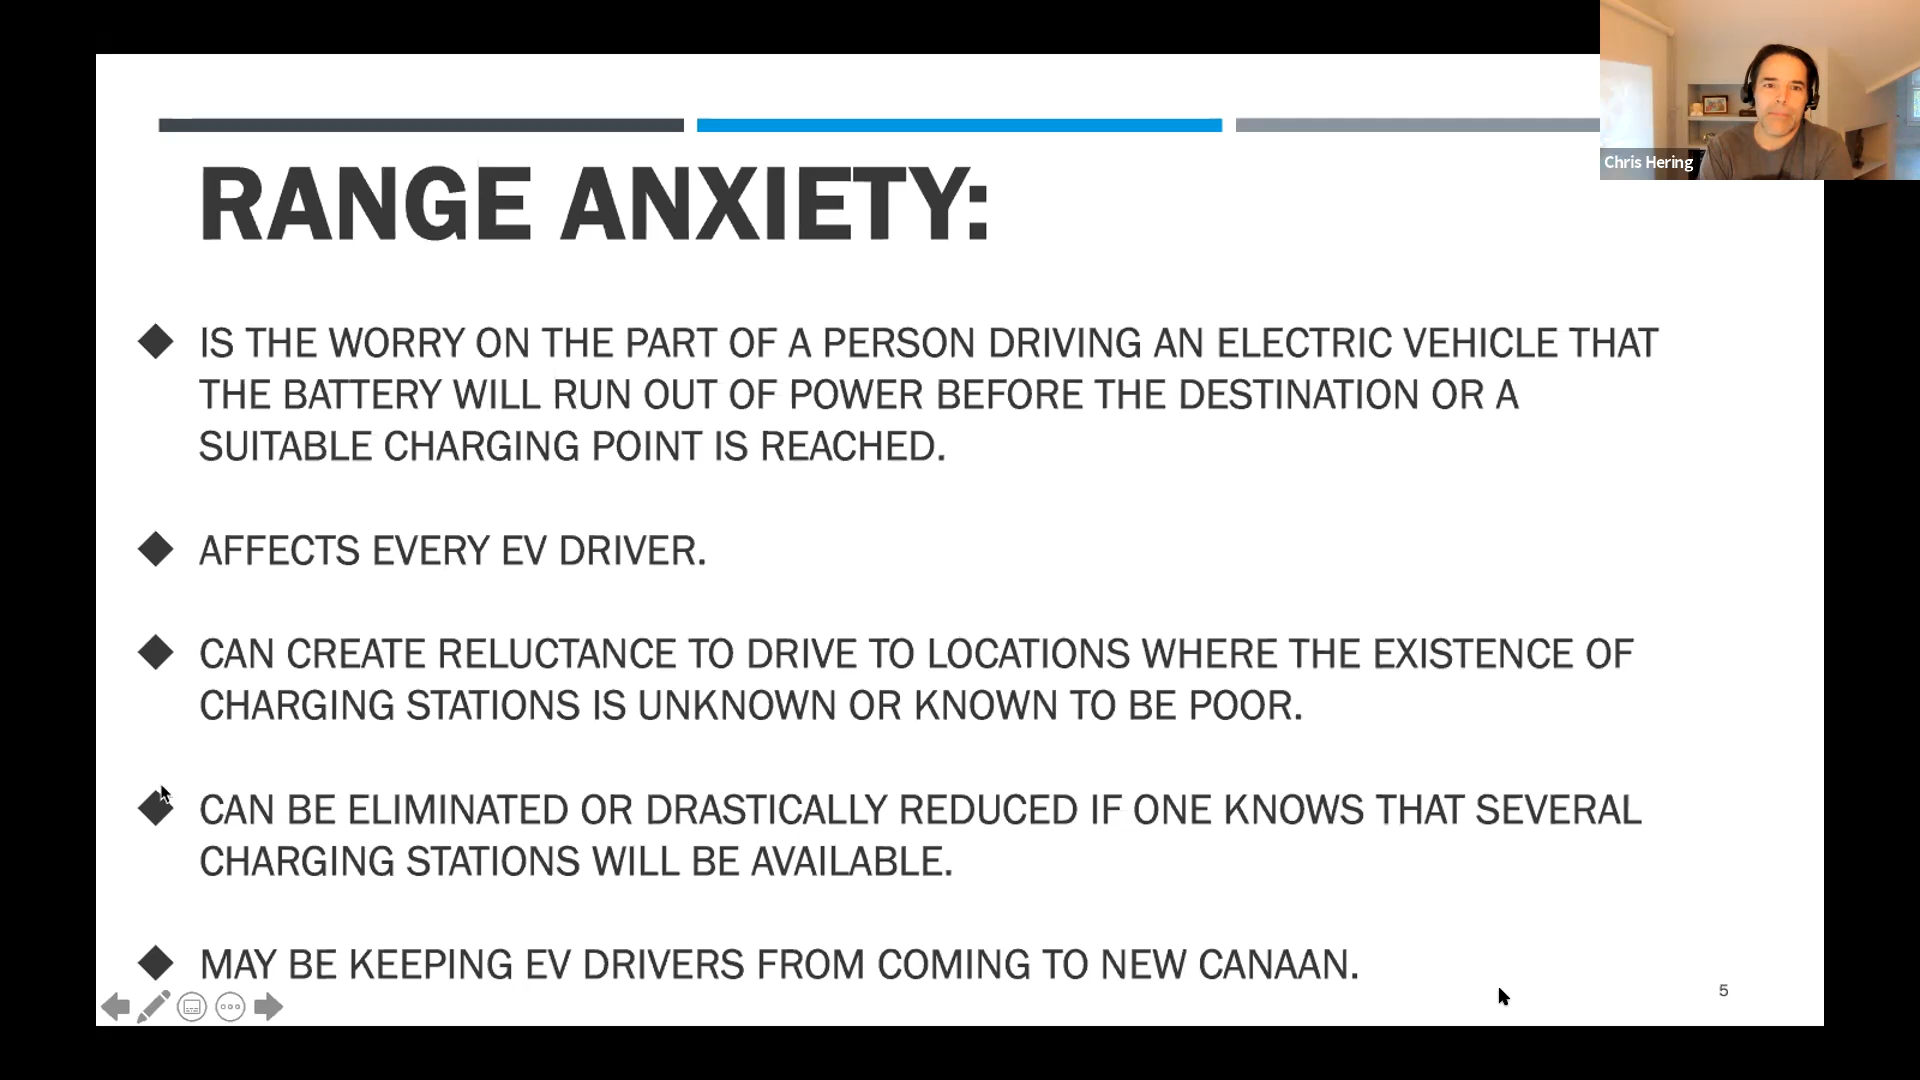 Chris Hering
RANGE ANXIETY:
IS THE WORRY ON THE PART OF A PERSON DRIVING AN ELECTRIC VEHICLE THAT
THE BATTERY WILL RUN OUT OF POWER BEFORE THE DESTINATION OR A
SUITABLE CHARGING POINT IS REACHED.
AFFECTS EVERY EV DRIVER.
CAN CREATE RELUCTANCE TO DRIVE TO LOCATIONS WHERE THE EXISTENCE OF
CHARGING STATIONS IS UNKNOWN OR KNOWN TO BE POOR.
CAN BE ELIMINATED OR DRASTICALLY REDUCED IF ONE KNOWS THAT SEVERAL
CHARGING STATIONS WILL BE AVAILABLE.
MAY BE KEEPING EV DRIVERS FROM COMING TO NEW CANAAN.
5